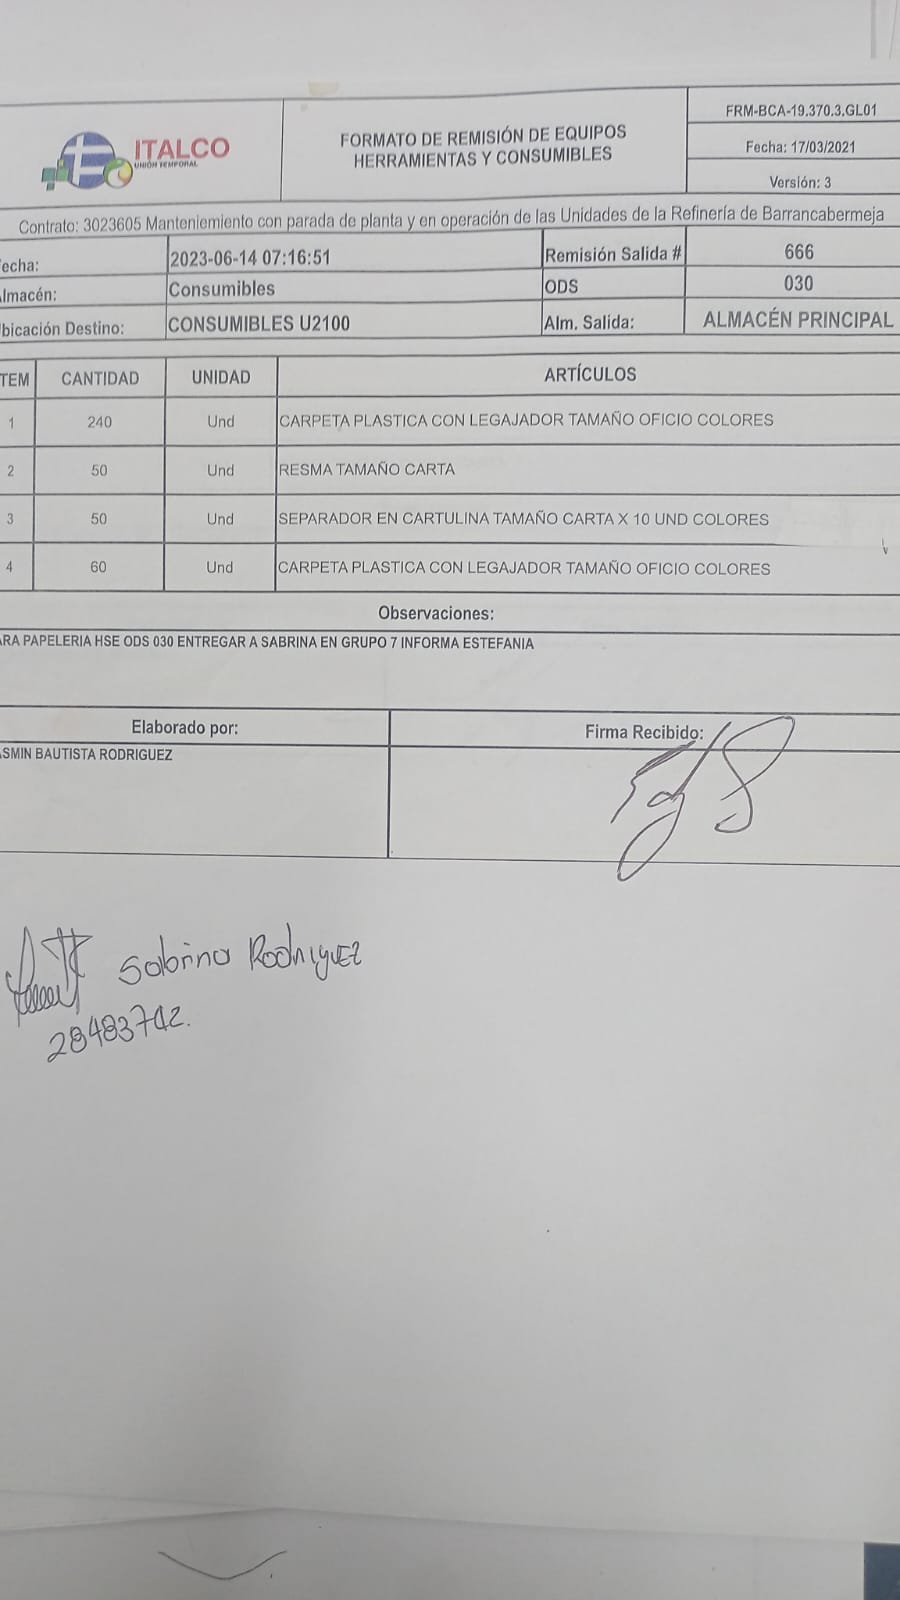 ITALCO
UNIÓN TEMPORAL
FORMATO DE REMISIÓN DE EQUIPOS
HERRAMIENTAS Y CONSUMIBLES
FRM-BCA-19.370.3.GL01
Fecha: 17/03/2021
Versión: 3
Contrato: 3023605 Manteniemiento con parada de planta y en operación de las Unidades de la Refinería de Barrancabermeja
echa: 2023-06-14 07:16:51 Remisión Salida # 666
lmacén: Consumibles ODS 030
bicación Destino: CONSUMIBLES U2100 Alm. Salida: ALMACÉN PRINCIPAL
TEM CANTIDAD UNIDAD ARTÍCULOS
1 240 Und CARPETA PLASTICA CON LEGAJADOR TAMAÑO OFICIO COLORES
2 50 Und RESMA TAMAÑO CARTA
3 50 Und SEPARADOR EN CARTULINA TAMAÑO CARTA X 10 UND COLORES
4 60 Und CARPETA PLASTICA CON LEGAJADOR TAMAÑO OFICIO COLORES
Observaciones:
ARA PAPELERIA HSE ODS 030 ENTREGAR A SABRINA EN GRUPO 7 INFORMA ESTEFANIA
Elaborado por: Firma Recibido:
ASMIN BAUTISTA RODRIGUEZ
Sabrina Rodriguez
28483742.